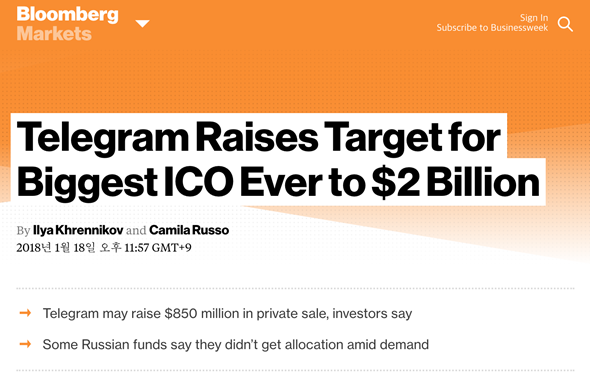 Bloomberg
Markets
Sign In
Subscribe to Businessweek
Telegram Raises Target for
Biggest ICO Ever to $2 Billion
By Ilya Khrennikov and Camila Russo
2018년 1월 18일 오후 11:57 GMT+9
→ Telegram may raise $850 million in private sale, investors say
→ Some Russian funds say they didn't get allocation amid demand